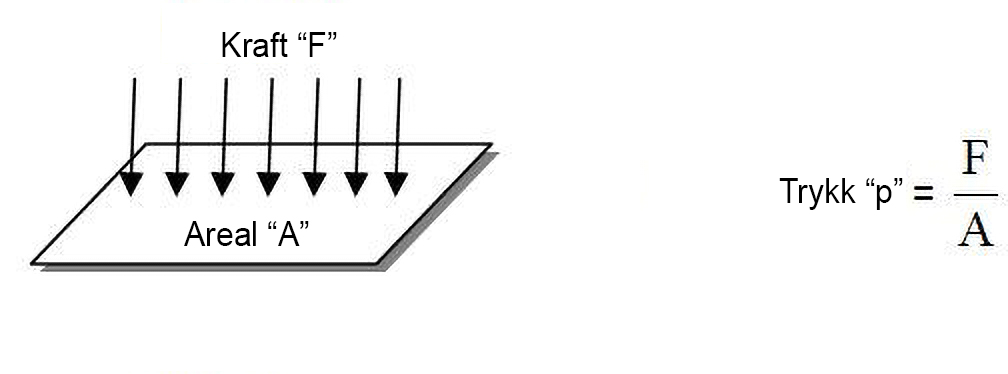 Kraft “F”
Areal “A”
Trykk “p” = F/A